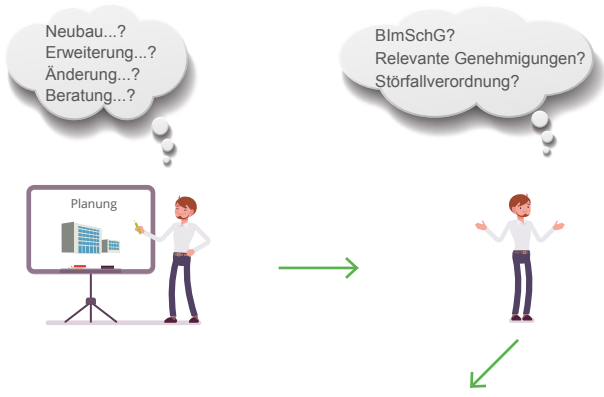 Neubau...?
Erweiterung...?
Änderung...?
Beratung...?
BImSchG?
Relevante Genehmigungen?
Störfallverordnung?
Planung